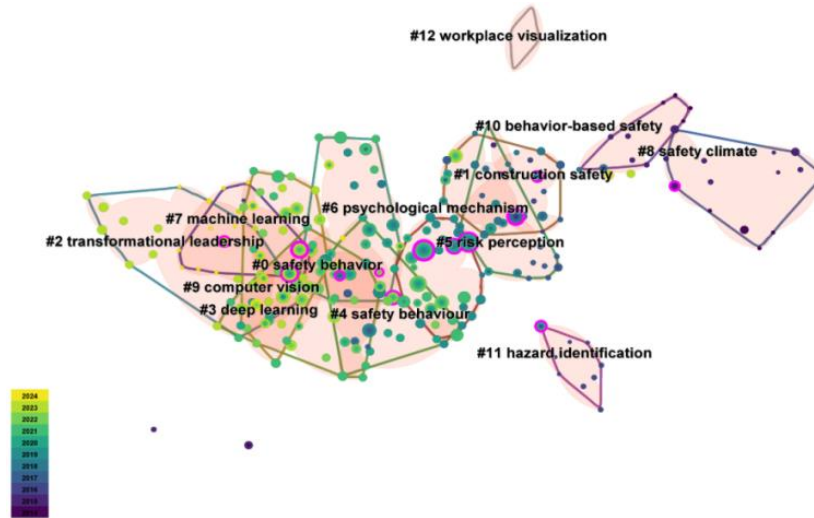 #12 workplace visualization
#10 behavior-based safety
#8 safety climate
#1 construction safety
#6 psychological mechanism
#7 machine learning
#2 transformational leadership
#5 risk perception
#0 safety behavior
#9 computer vision
#3 deep learning
#4 safety behaviour
#11 hazard identification
2024
2023
2022
2021
2020
2019
2018
2017
2016
2015